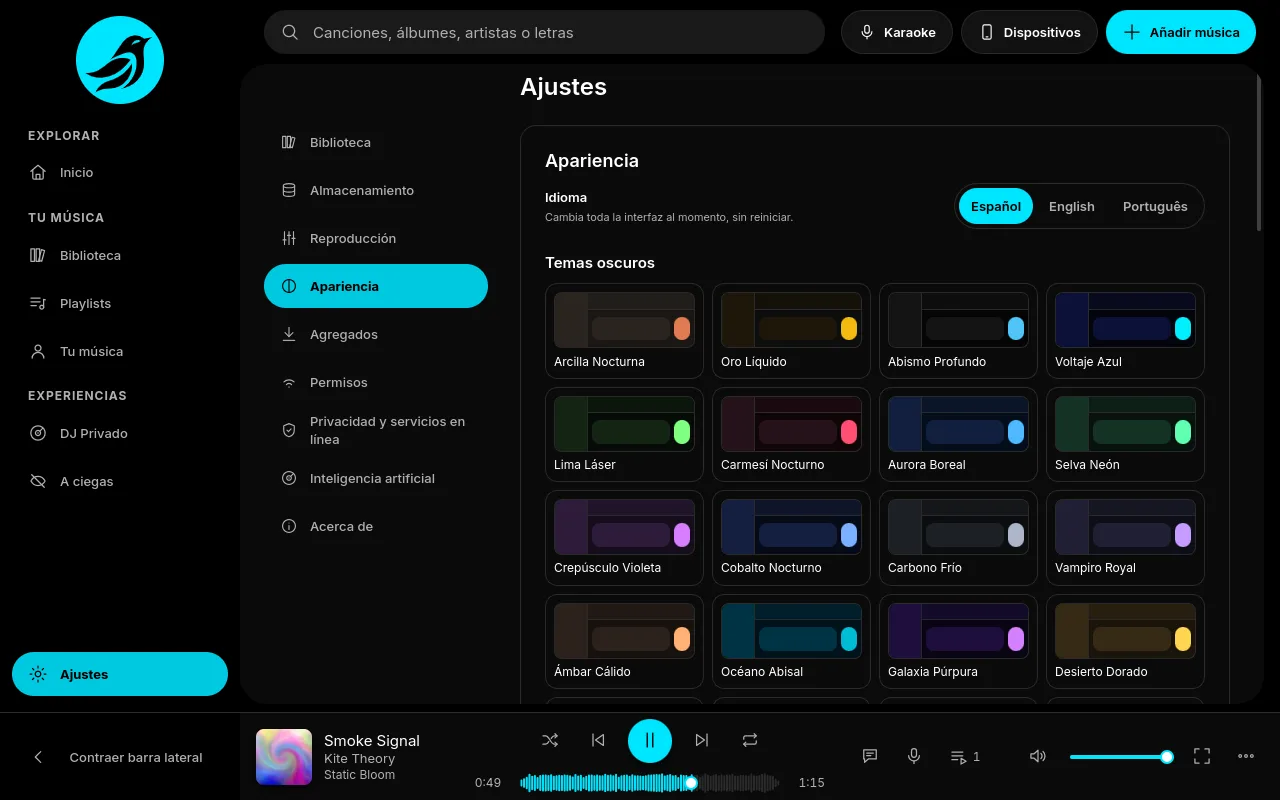 Canciones, álbumes, artistas o letras
Karaoke
Dispositivos
Añadir música
EXPLORAR
Inicio
TU MÚSICA
Biblioteca
Playlists
Tu música
EXPERIENCIAS
DJ Privado
A ciegas
Ajustes
Contraer barra lateral
Ajustes
Biblioteca
Almacenamiento
Reproducción
Apariencia
Agregados
Permisos
Privacidad y servicios en
línea
Inteligencia artificial
Acerca de
Apariencia
Idioma
Cambia toda la interfaz al momento, sin reiniciar.
Español English Português
Temas oscuros
Arcilla Nocturna
Oro Líquido
Abismo Profundo
Voltaje Azul
Lima Láser
Carmesí Nocturno
Aurora Boreal
Selva Neón
Crepúsculo Violeta
Cobalto Nocturno
Carbono Frío
Vampiro Royal
Ámbar Cálido
Océano Abisal
Galaxia Púrpura
Desierto Dorado
Smoke Signal
Kite Theory
Static Bloom
0:49
1:15
1